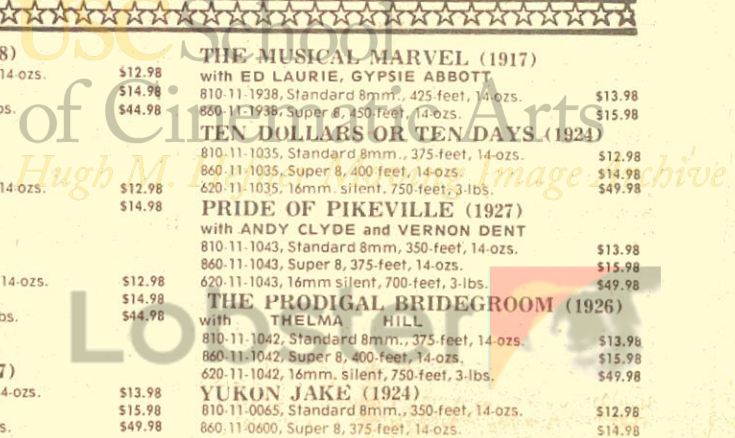 USC School
of Cinematic Arts
Hugh M. Image Archive
Lobster
8)
14-ozs. $12.98
$14.98
os. $44.98
14-ozs. $12.98
$14.98
14-ozs. $12.98
$14.98
bs. $44.98
7)
4-ozs. $13.98
$15.98
s. $49.98
THE MUSICAL MARVEL (1917)
with ED LAURIE, GYPSIE ABBOTT
810-11-1938, Standard 8mm., 425-feet, 14-ozs. $13.98
860-11-1938, Super 8, 450-feet, 14-ozs. $15.98
TEN DOLLARS OR TEN DAYS (1924)
810-11-1035, Standard 8mm., 375-feet, 14-ozs. $12.98
860-11-1035, Super 8, 400 feet, 14-ozs. $14.98
620-11-1035, 16mm. silent. 750-feet, 3-lbs. $49.98
PRIDE OF PIKEVILLE (1927)
with ANDY CLYDE and VERNON DENT
810-11-1043, Standard 8mm, 350-feet, 14-ozs. $13.98
860-11-1043, Super 8, 375-feet, 14-ozs. $15.98
620-11-1043, 16mm silent, 700-feet, 3-lbs. $49.98
THE PRODIGAL BRIDEGROOM (1926)
with THELMA HILL
810-11-1042, Standard 8mm., 375-feet, 14-ozs. $13.98
860-11-1042, Super 8, 400-feet, 14-ozs. $15.98
620-11-1042, 16mm. silent, 750-feet, 3-lbs. $49.98
YUKON JAKE (1924)
810-11-0065, Standard 8mm., 350-feet, 14-ozs. $12.98
860-11-0600, Super 8, 375-feet, 14-ozs. $14.98